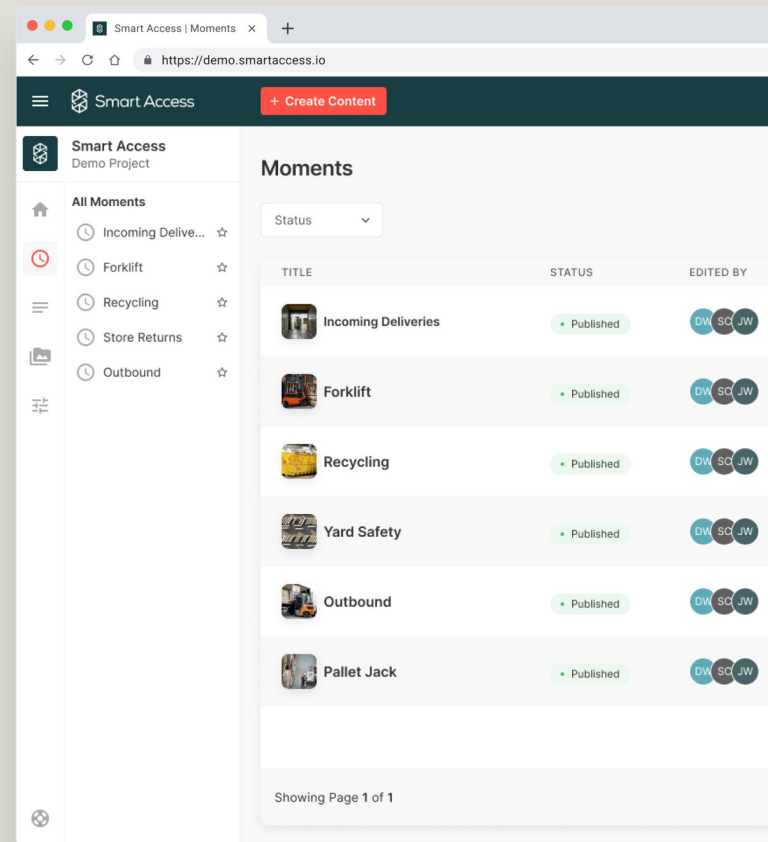 Smart Access | Moments
https://demo.smartaccess.io
Smart Access
+ Create Content
Smart Access
Demo Project
All Moments
Incoming Delive...
Forklift
Recycling
Store Returns
Outbound
Moments
Status
TITLE STATUS EDITED BY
Incoming Deliveries Published DW SC JW
Forklift Published DW SC JW
Recycling Published DW SC JW
Yard Safety Published DW SC JW
Outbound Published DW SC JW
Pallet Jack Published DW SC JW
Showing Page 1 of 1